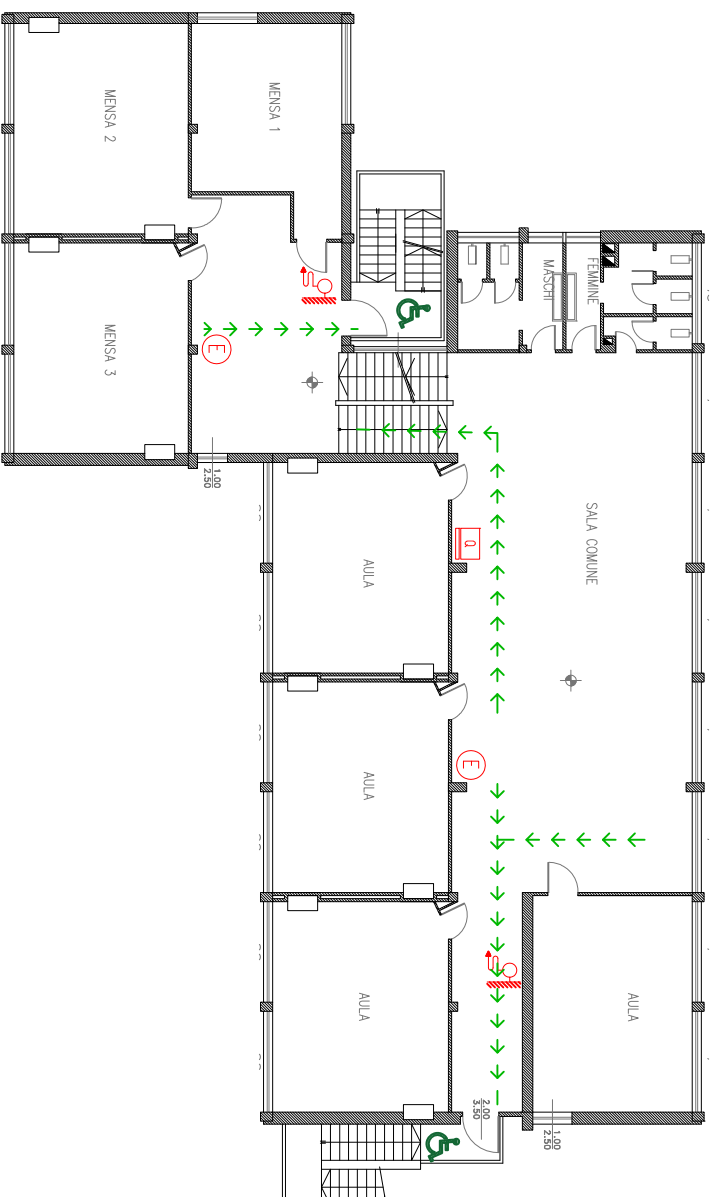 MENSA 2
MENSA 1
MENSA 3
MASCHI
FEMMINE
E
1.00
2.50
SALA COMUNE
Q
AULA
AULA
E
AULA
AULA
2.00
3.50
1.00
2.50